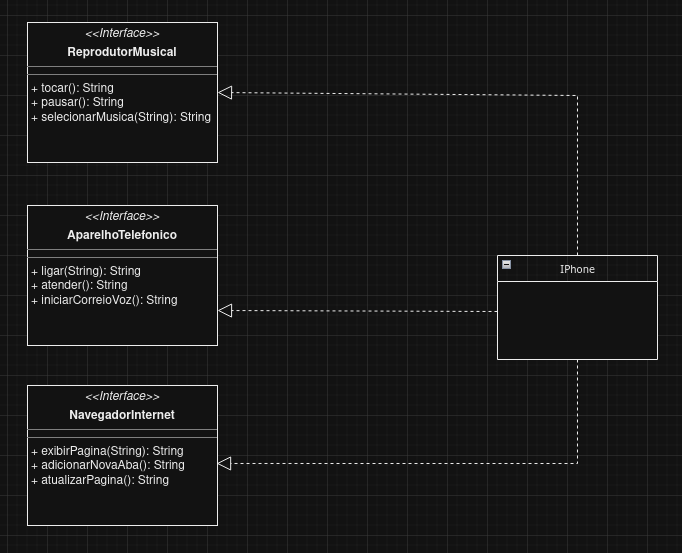 <<Interface>>
ReprodutorMusical
+ tocar(): String
+ pausar(): String
+ selecionarMusica(String): String
<<Interface>>
AparelhoTelefonico
+ ligar(String): String
+ atender(): String
+ iniciarCorreioVoz(): String
IPhone
<<Interface>>
NavegadorInternet
+ exibirPagina(String): String
+ adicionarNovaAba(): String
+ atualizarPagina(): String